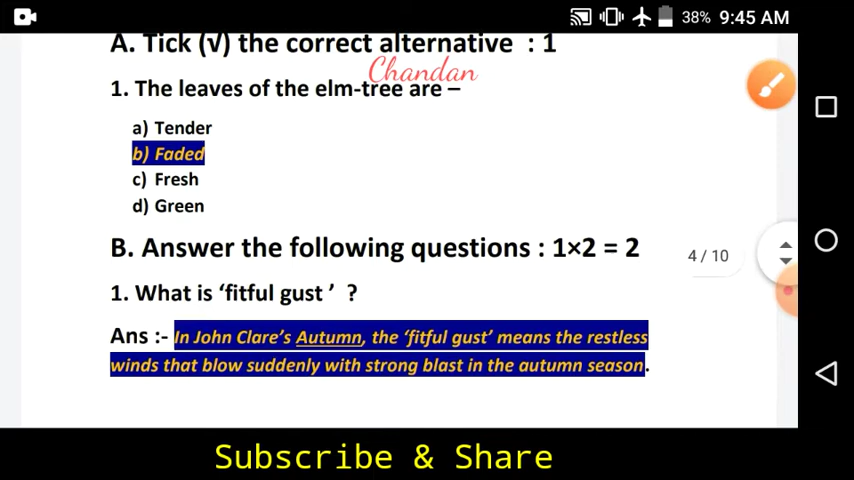 38% 9:45 AM
A. Tick (√) the correct alternative : 1
Chandan
1. The leaves of the elm-tree are –
a) Tender
b) Faded
c) Fresh
d) Green
B. Answer the following questions : 1×2 = 2
4 / 10
1. What is ‘fitful gust ’ ?
Ans :- In John Clare’s Autumn, the ‘fitful gust’ means the restless
winds that blow suddenly with strong blast in the autumn season.
Subscribe & Share